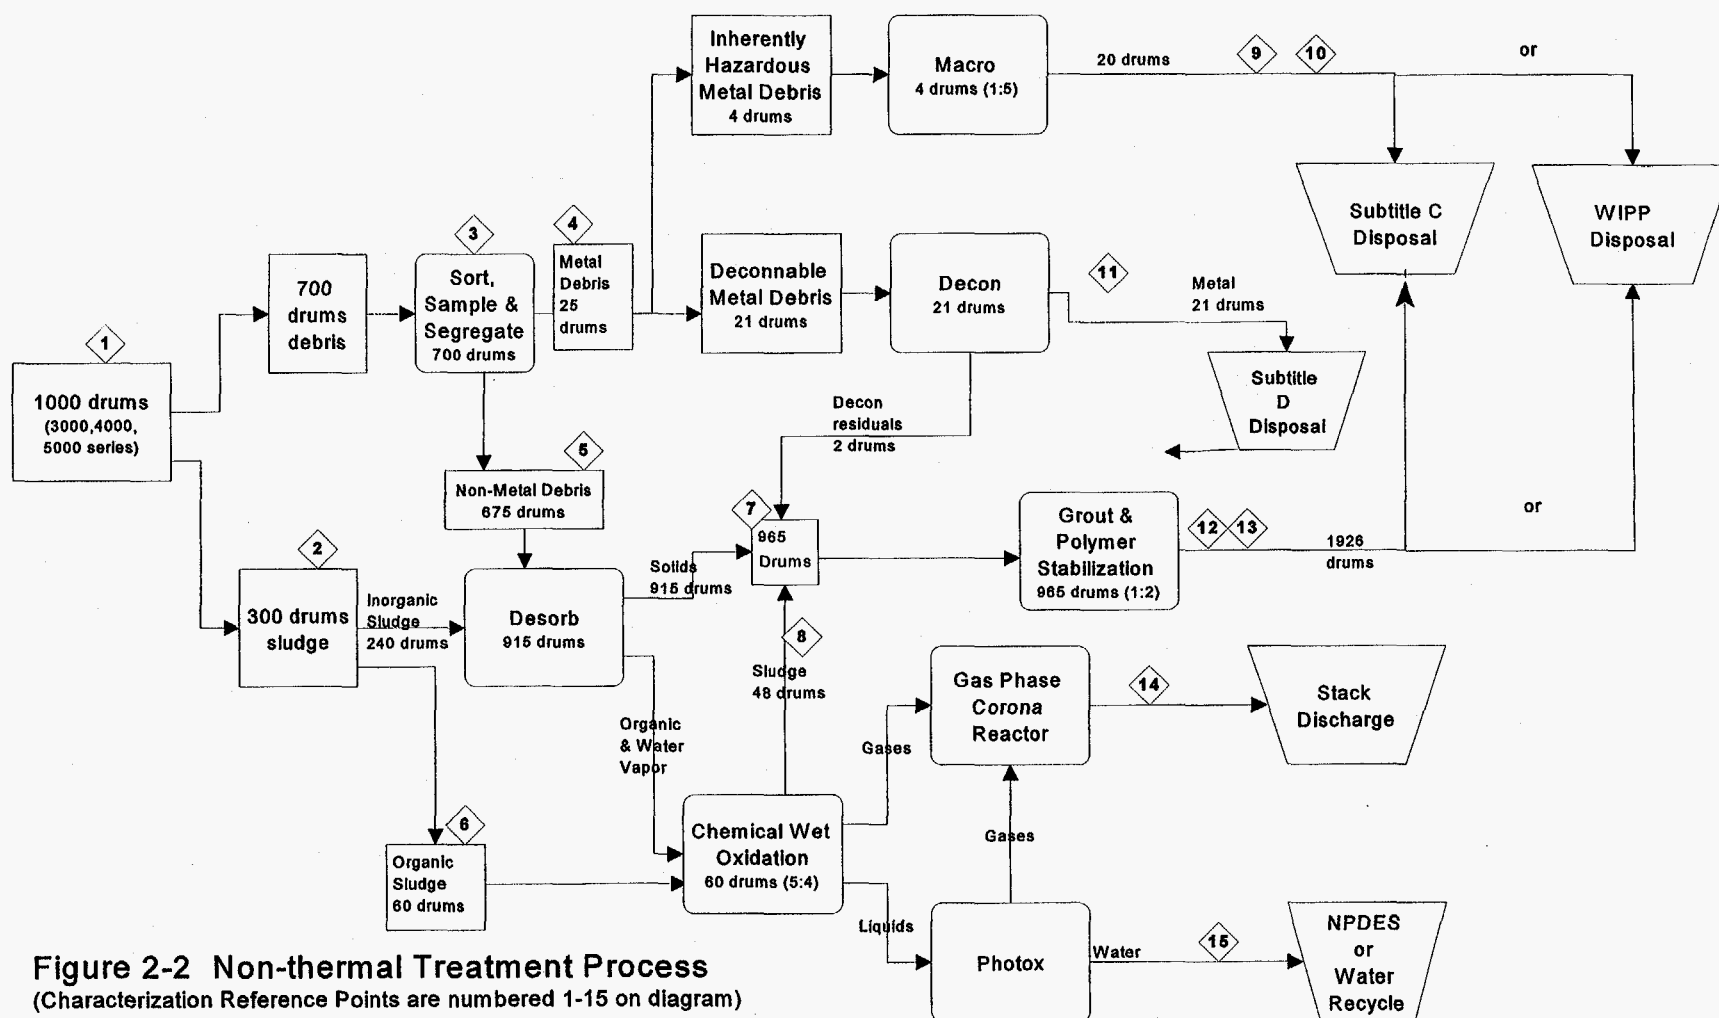 Inherently
Hazardous
Metal Debris
4 drums
Macro
4 drums (1:5)
20 drums
9
10
or
Subtitle C
Disposal
WIPP
Disposal
1
1000 drums
(3000,4000,
5000 series)
700
drums
debris
3
Sort,
Sample &
Segregate
700 drums
4
Metal
Debris
25
drums
Deconnable
Metal Debris
21 drums
Decon
21 drums
11
Metal
21 drums
Subtitle
D
Disposal
Decon
residuals
2 drums
5
Non-Metal Debris
675 drums
2
300 drums
sludge
Inorganic
Sludge
240 drums
Desorb
915 drums
Solids
915 drums
7
965
Drums
Grout &
Polymer
Stabilization
965 drums (1:2)
12
13
1926
drums
or
8
Sludge
48 drums
Organic
& Water
Vapor
6
Organic
Sludge
60 drums
Chemical Wet
Oxidation
60 drums (5:4)
Gases
Gas Phase
Corona
Reactor
14
Stack
Discharge
Gases
Liquids
Photox
Water
15
NPDES
or
Water
Recycle
Figure 2-2 Non-thermal Treatment Process
(Characterization Reference Points are numbered 1-15 on diagram)